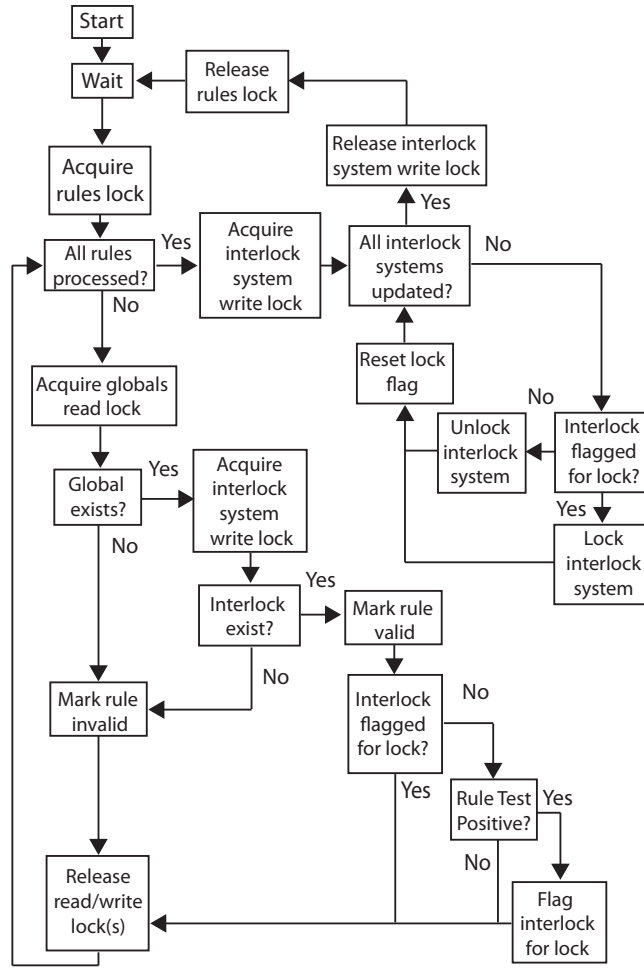 Start
Wait
Release
rules lock
Acquire
rules lock
Release interlock
system write lock
Yes
All rules
processed?
Yes
Acquire
interlock
system
write lock
All interlock
systems
updated?
No
No
Acquire globals
read lock
Reset lock
flag
No
Unlock
interlock
system
Interlock
flagged
for lock?
Yes
Lock
interlock
system
Global
exists?
Yes
Acquire
interlock
system
write lock
No
Interlock
exist?
Yes
Mark rule
valid
No
Mark rule
invalid
Interlock
flagged
for lock?
No
Yes
Rule Test
Positive?
Yes
No
Release
read/write
lock(s)
Flag
interlock
for lock